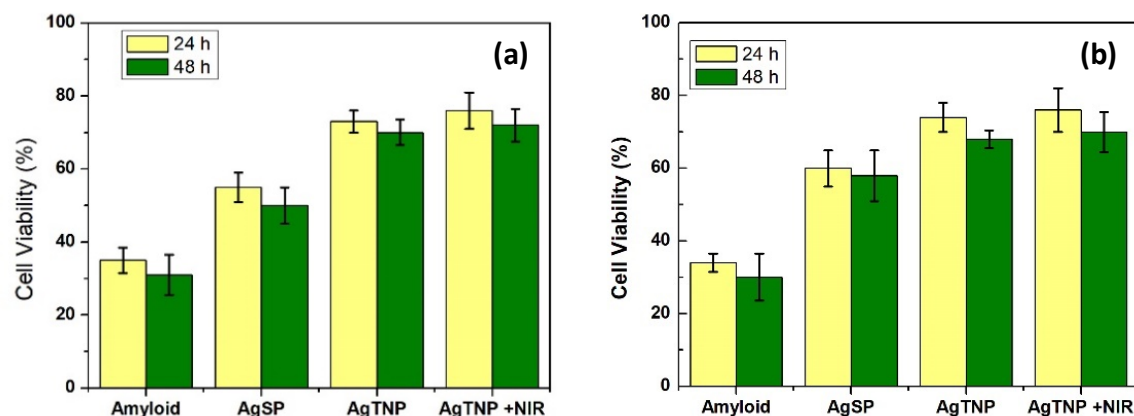 100
80
60
40
20
0
Cell Viability (%)
24 h
48 h
(a)
Amyloid AgSP AgTNP AgTNP +NIR
100
80
60
40
20
0
Cell Viability (%)
24 h
48 h
(b)
Amyloid AgSP AgTNP AgTNP +NIR